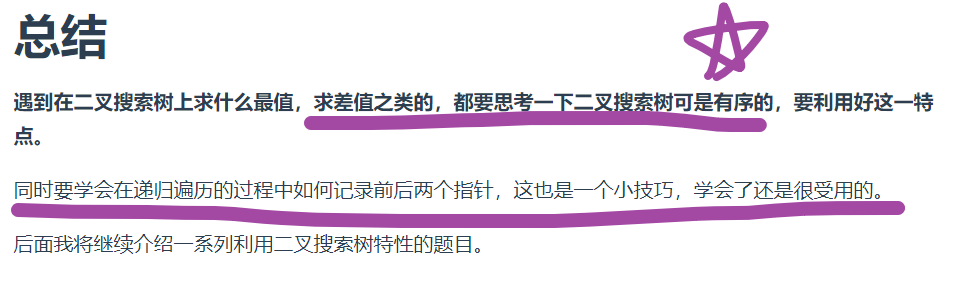 总结
遇到在二叉搜索树上求什么最值，求差值之类的，都要思考一下二叉搜索树可是有序的，要利用好这一特
点。
同时要学会在递归遍历的过程中如何记录前后两个指针，这也是一个小技巧，学会了还是很受用的。
后面我将继续介绍一系列利用二叉搜索树特性的题目。